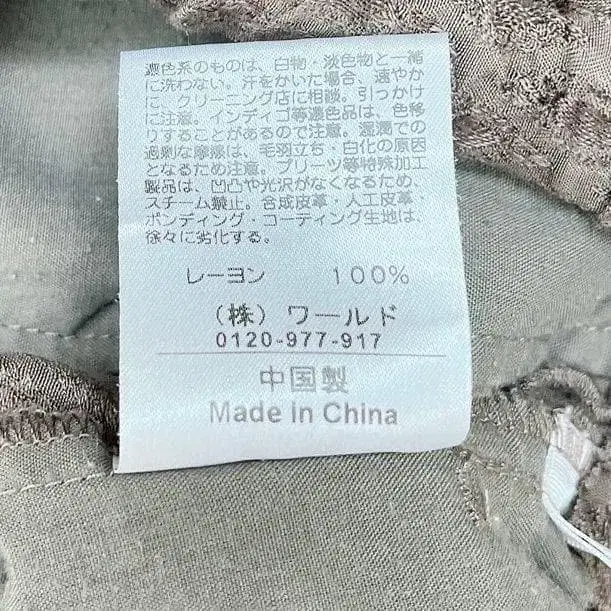 濃色系のものは、白物・淡色物と一緒
に洗わない。汗をかいた場合、速やか
に、クリーニング店に相談。引っかけ
に注意。インディゴ等濃色品は、色移
りすることがあるので注意。湿潤での
過剰な摩擦は、毛羽立ち・白化の原因
となるため注意。プリーツ等特殊加工
製品は、凹凸や光沢がなくなるため、
スチーム禁止。合成皮革・人工皮革・
ボンディング・コーティング生地は、
徐々に劣化する。
レーヨン 100%
(株)ワールド
0120-977-917
中国製
Made in China